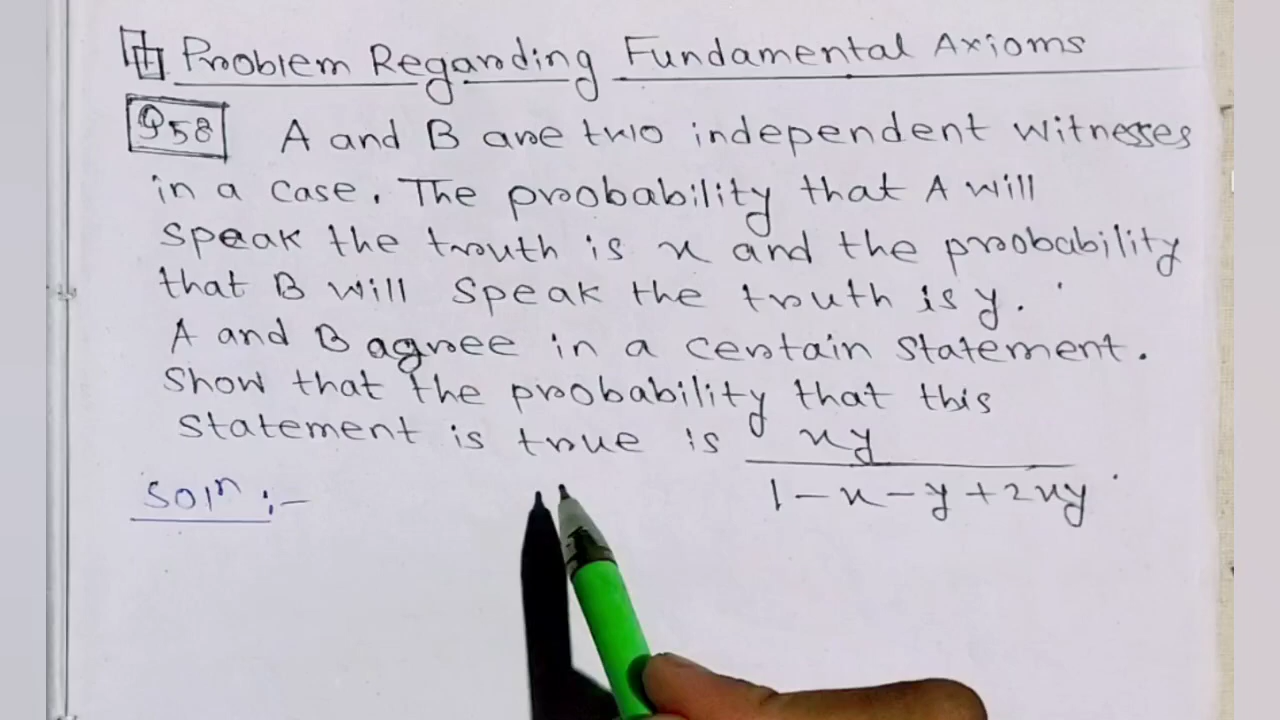 Problem Regarding Fundamental Axioms
Q58 A and B are two independent witnesses
in a case. The probability that A will
speak the truth is x and the probability
that B will speak the truth is y.
A and B agree in a certain statement.
Show that the probability that this
statement is true is xy
1-x-y+2xy.
Solⁿ:-